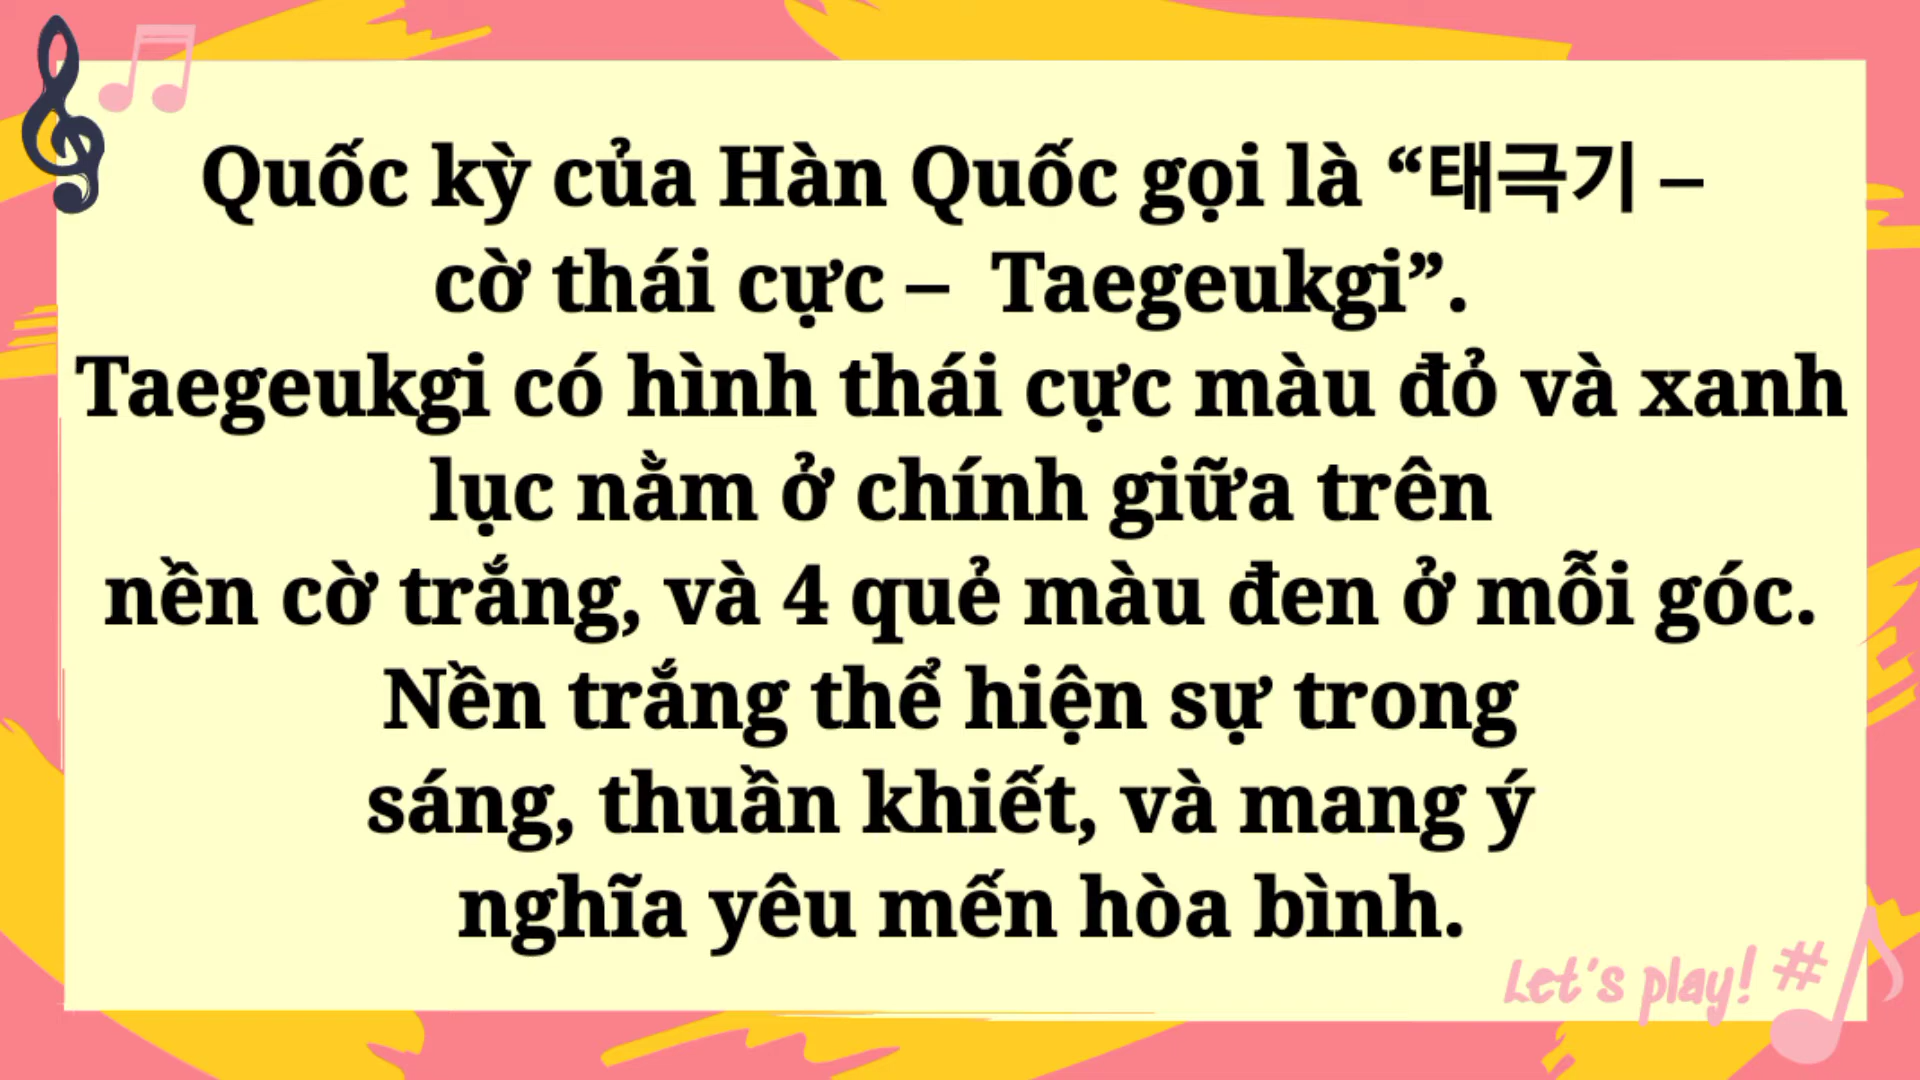 Quốc kỳ của Hàn Quốc gọi là “태극기 –
cờ thái cực – Taegeukgi”.
Taegeukgi có hình thái cực màu đỏ và xanh
lục nằm ở chính giữa trên
nền cờ trắng, và 4 quẻ màu đen ở mỗi góc.
Nền trắng thể hiện sự trong
sáng, thuần khiết, và mang ý
nghĩa yêu mến hòa bình.
Let's play! #